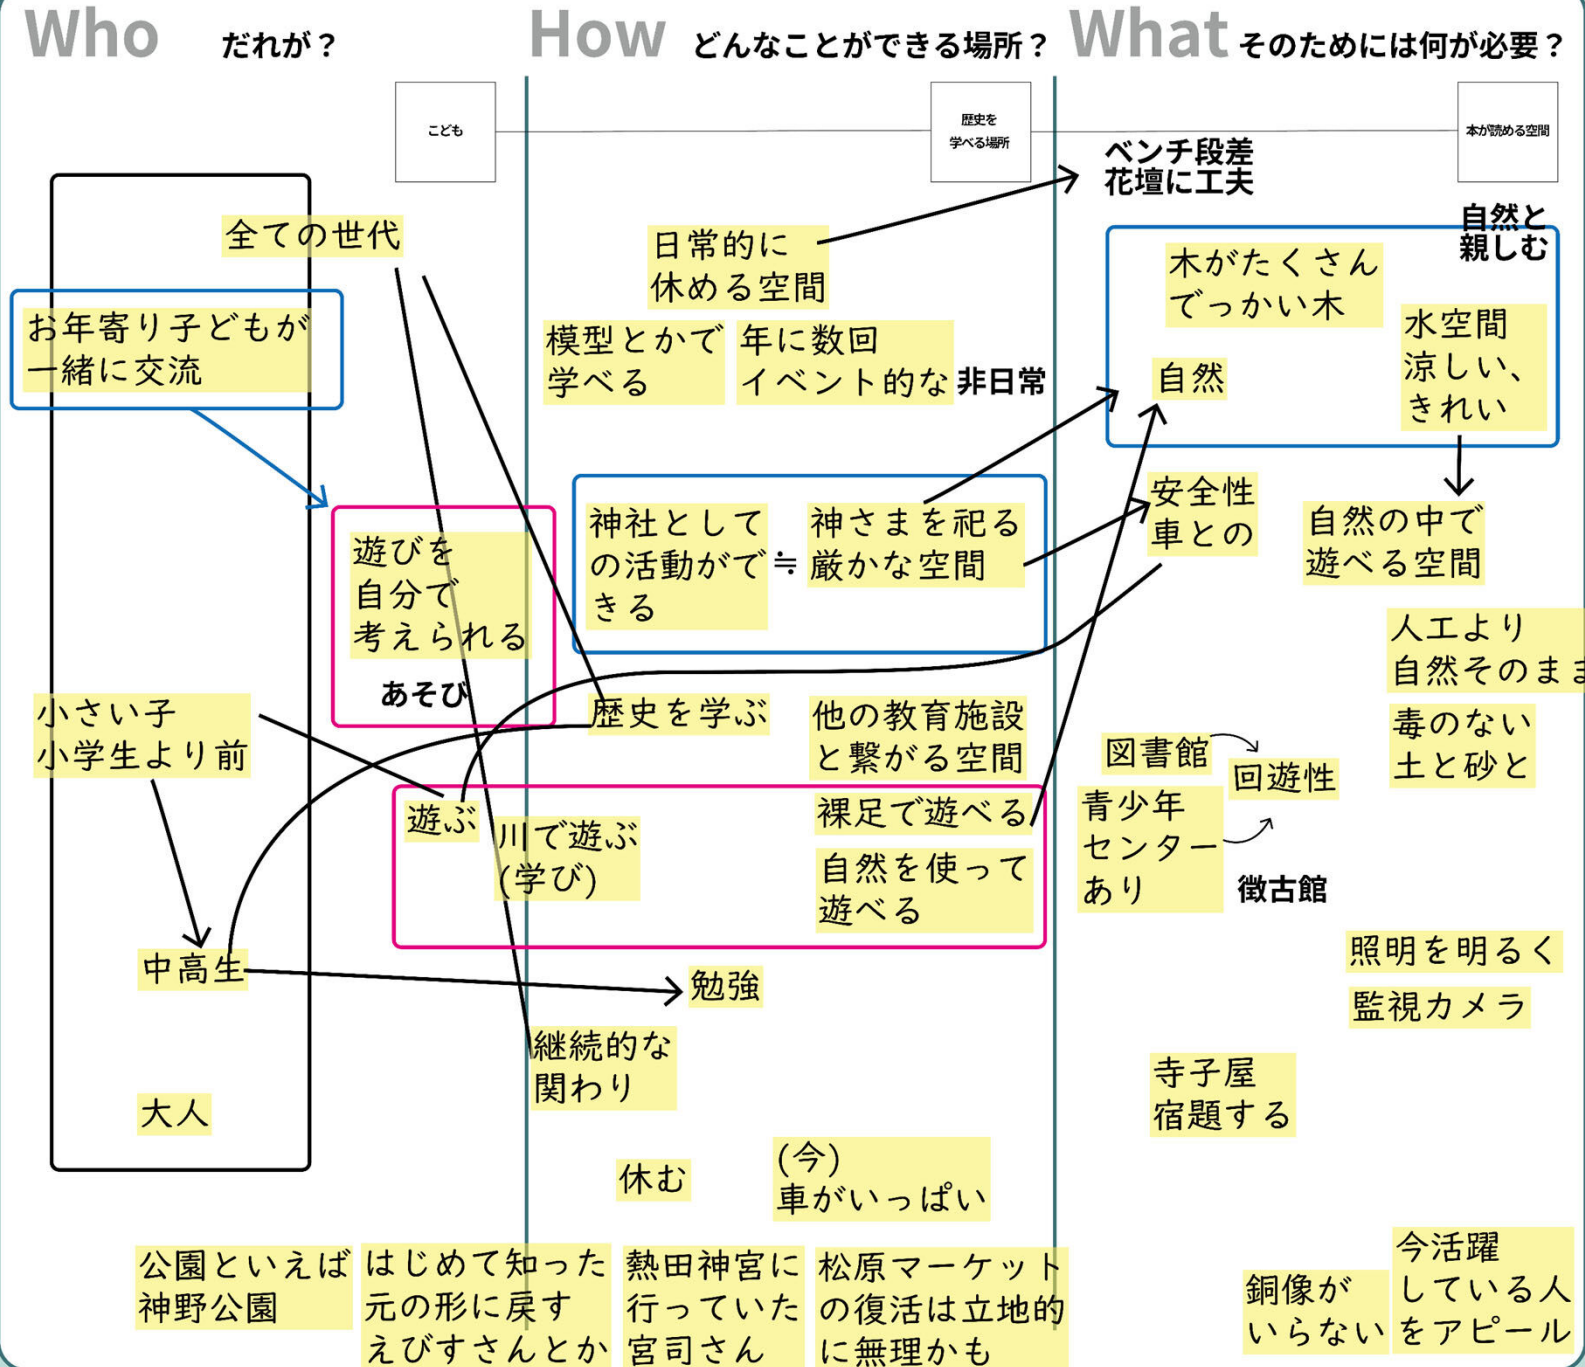 Who だれが？
How どんなことができる場所？
What そのためには何が必要？
こども
歴史を
学べる場所
本が読める空間
全ての世代
お年寄り子どもが
一緒に交流
遊びを
自分で
考えられる
あそび
小さい子
小学生より前
中高生
大人
公園といえば
神野公園
はじめて知った
元の形に戻す
えびすさんとか
日常的に
休める空間
模型とかで
学べる
年に数回
イベント的な
非日常
神社として
の活動がで
きる
≒
神さまを祀る
厳かな空間
歴史を学ぶ
他の教育施設
と繋がる空間
遊ぶ
川で遊ぶ
(学び)
裸足で遊べる
自然を使って
遊べる
勉強
継続的な
関わり
休む
(今)
車がいっぱい
熱田神宮に
行っていた
宮司さん
松原マーケット
の復活は立地的
に無理かも
ベンチ段差
花壇に工夫
自然と
親しむ
木がたくさん
でっかい木
自然
水空間
涼しい、
きれい
安全性
車との
自然の中で
遊べる空間
人工より
自然そのまま
毒のない
土と砂と
図書館
回遊性
青少年
センター
あり
徴古館
照明を明るく
監視カメラ
寺子屋
宿題する
銅像が
いらない
今活躍
している人
をアピール